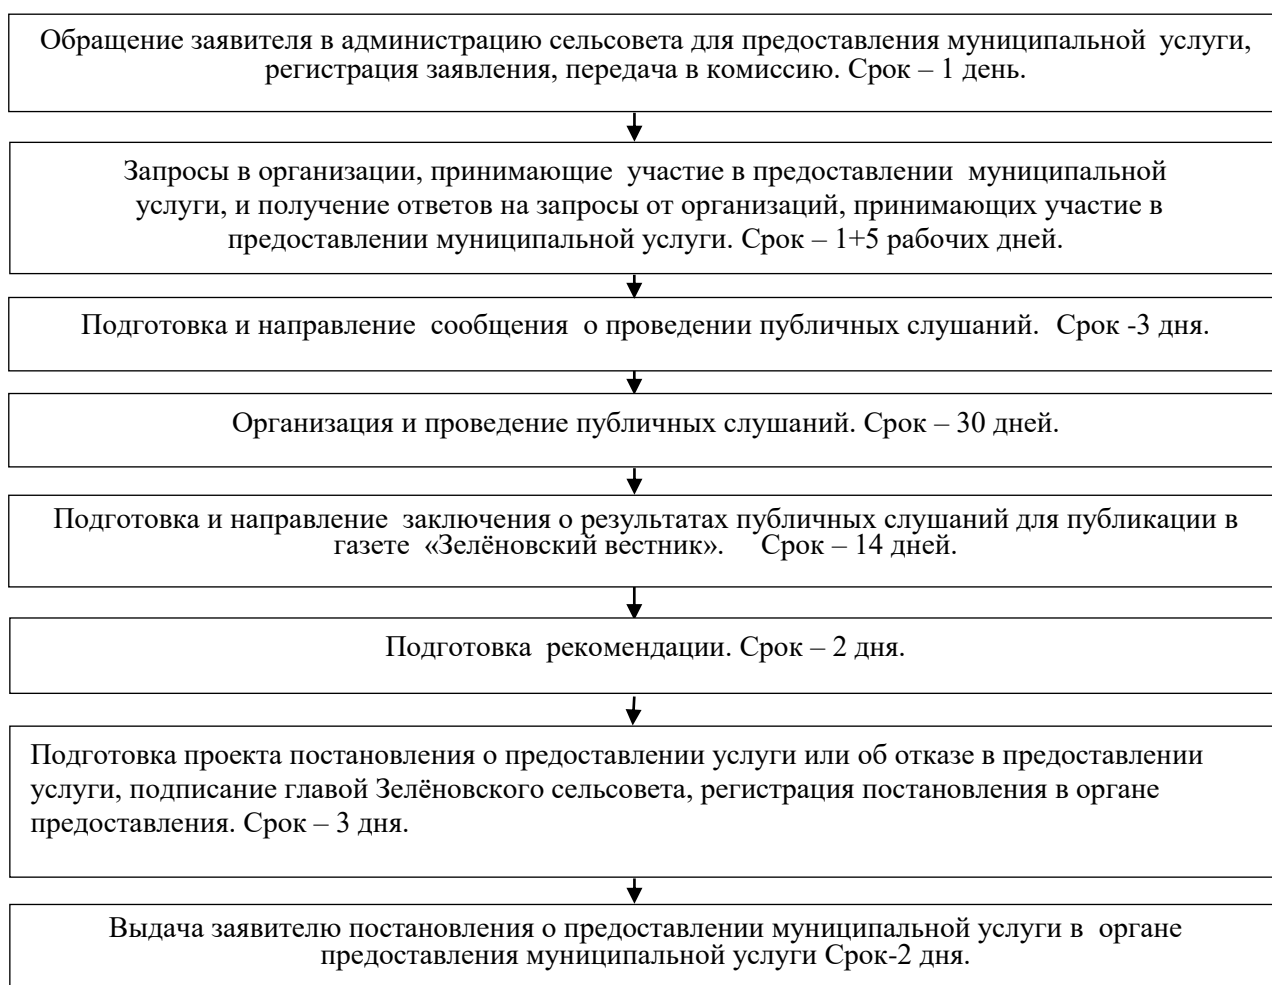 Обращение заявителя в администрацию сельсовета для предоставления муниципальной услуги,
регистрация заявления, передача в комиссию. Срок – 1 день.
Запросы в организации, принимающие участие в предоставлении муниципальной
услуги, и получение ответов на запросы от организаций, принимающих участие в
предоставлении муниципальной услуги. Срок – 1+5 рабочих дней.
Подготовка и направление сообщения о проведении публичных слушаний. Срок -3 дня.
Организация и проведение публичных слушаний. Срок – 30 дней.
Подготовка и направление заключения о результатах публичных слушаний для публикации в
газете «Зелёновский вестник». Срок – 14 дней.
Подготовка рекомендации. Срок – 2 дня.
Подготовка проекта постановления о предоставлении услуги или об отказе в предоставлении
услуги, подписание главой Зелёновского сельсовета, регистрация постановления в органе
предоставления. Срок – 3 дня.
Выдача заявителю постановления о предоставлении муниципальной услуги в органе
предоставления муниципальной услуги Срок-2 дня.